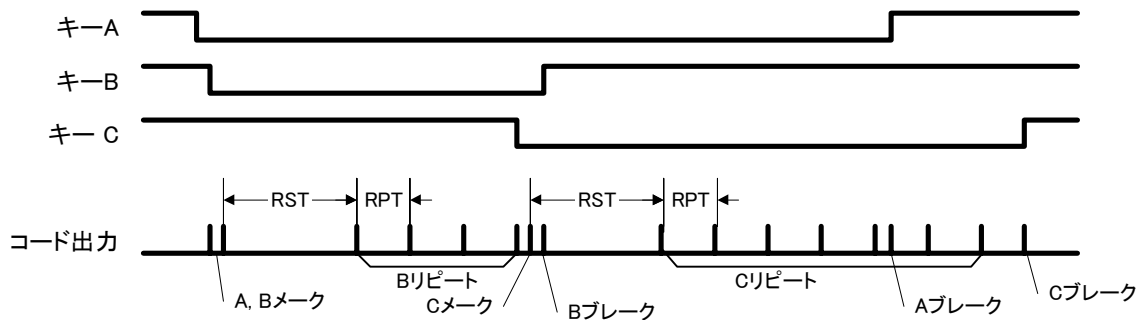 キーA
キーB
キー C
RST RPT RST RPT
コード出力
A, Bメーク Bリピート Cメーク Bブレーク Cリピート Aブレーク Cブレーク